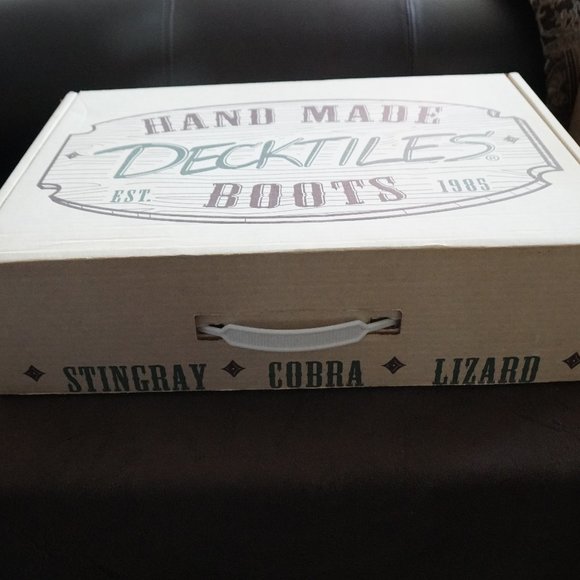 HAND MADE
DECKTILES®
EST. BOOTS 1985
STINGRAY COBRA LIZARD